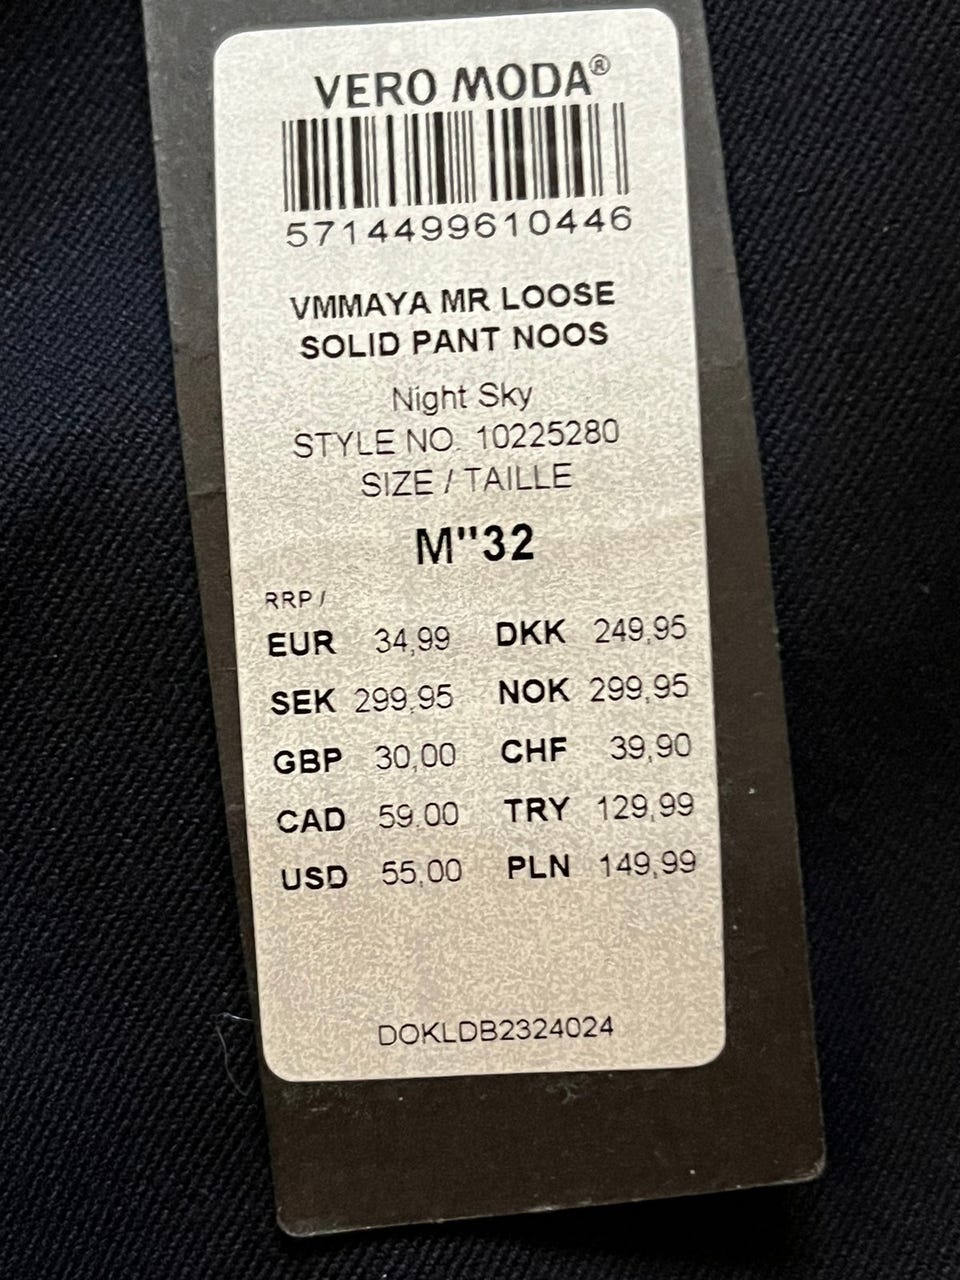 VERO MODA®
5714499610446
VMMAYA MR LOOSE
SOLID PANT NOOS
Night Sky
STYLE NO. 10225280
SIZE / TAILLE
M"32
RRP /
EUR 34,99 DKK 249,95
SEK 299,95 NOK 299,95
GBP 30,00 CHF 39,90
CAD 59.00 TRY 129,99
USD 55,00 PLN 149,99
DOKLDB2324024